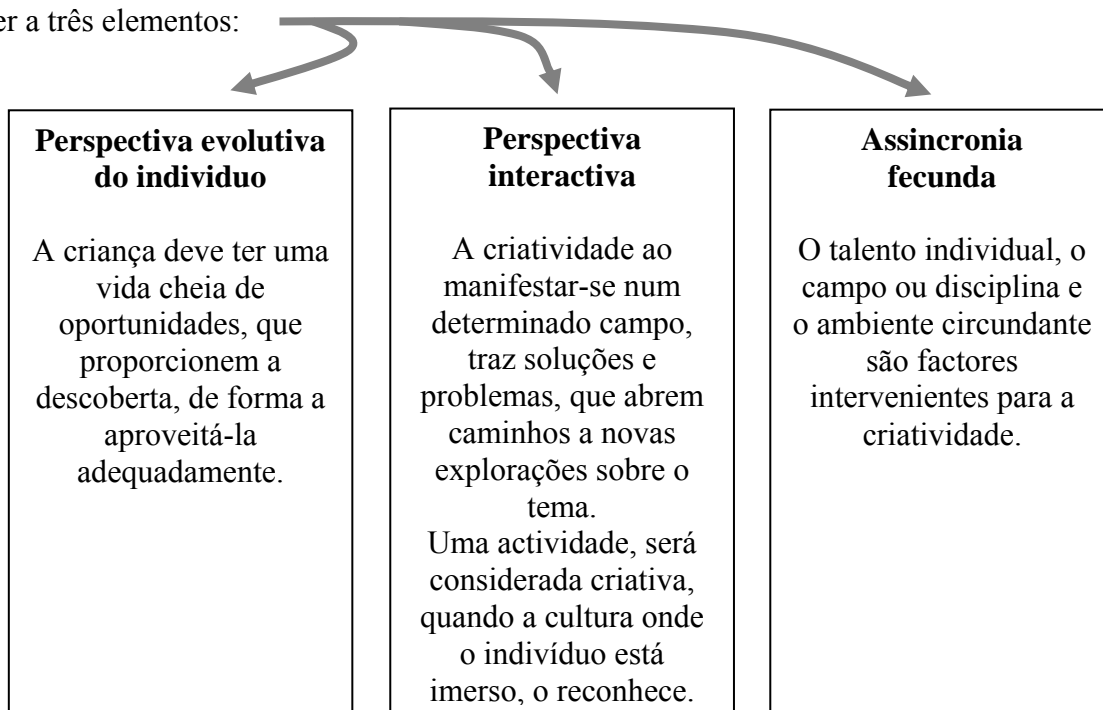 er a três elementos:
Perspectiva evolutiva
do individuo
A criança deve ter uma
vida cheia de
oportunidades, que
proporcionem a
descoberta, de forma a
aproveitá-la
adequadamente.
Perspectiva
interactiva
A criatividade ao
manifestar-se num
determinado campo,
traz soluções e
problemas, que abrem
caminhos a novas
explorações sobre o
tema.
Uma actividade, será
considerada criativa,
quando a cultura onde
o indivíduo está
imerso, o reconhece.
Assincronia
fecunda
O talento individual, o
campo ou disciplina e
o ambiente circundante
são factores
intervenientes para a
criatividade.